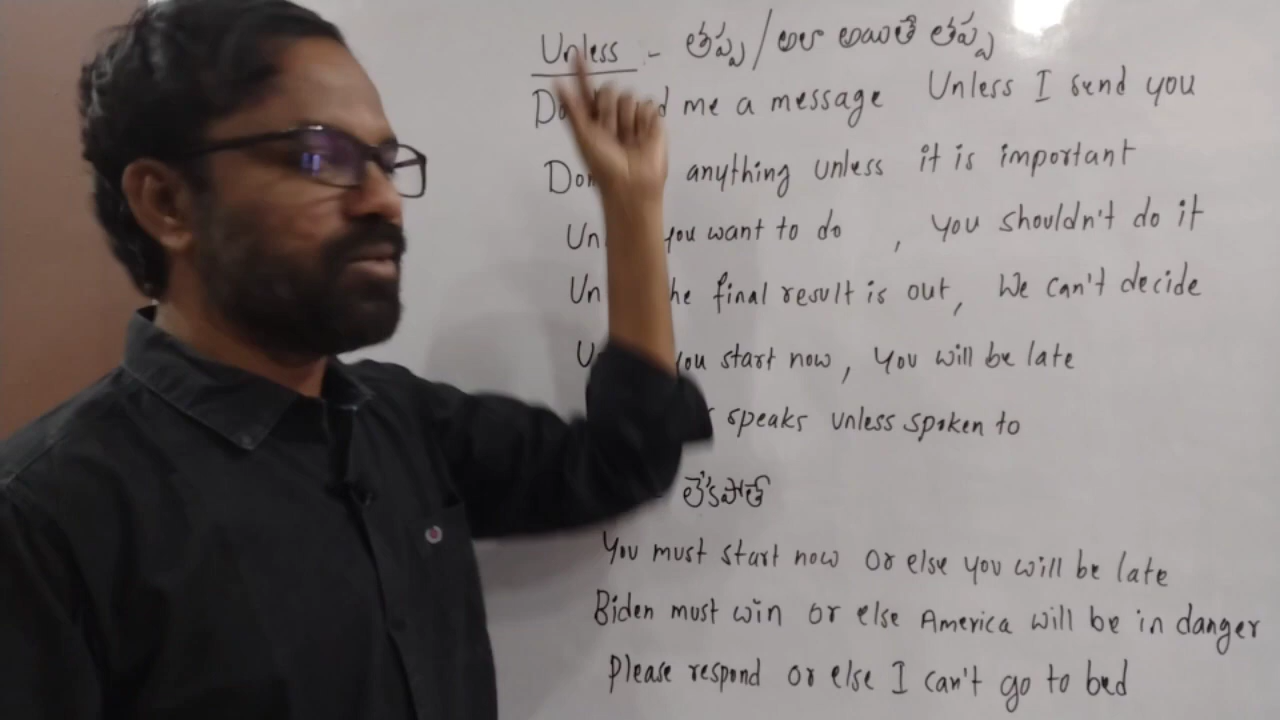 Unless - తప్ప / అలా అయితే తప్ప
me a message Unless I send you
anything unless it is important
you want to do , you shouldn't do it
final result is out, We can't decide
you start now, You will be late
speaks unless spoken to
లేకపోతే
You must start now or else you will be late
Biden must win or else America will be in danger
Please respond or else I can't go to bed